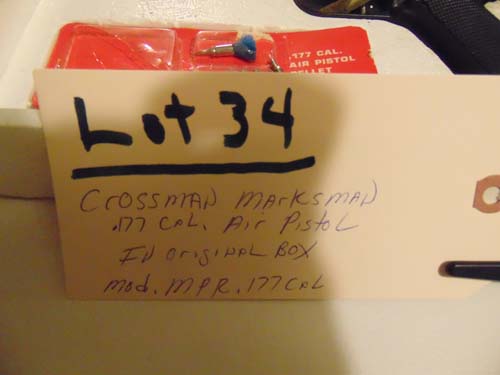 .177 CAL.
AIR PISTOL
PELLET
Lot 34
CROSSMAN MARKSMAN
.177 CAL. Air PISTOL
IN OriGINAL BOX
MOD. MPR .177 CAL